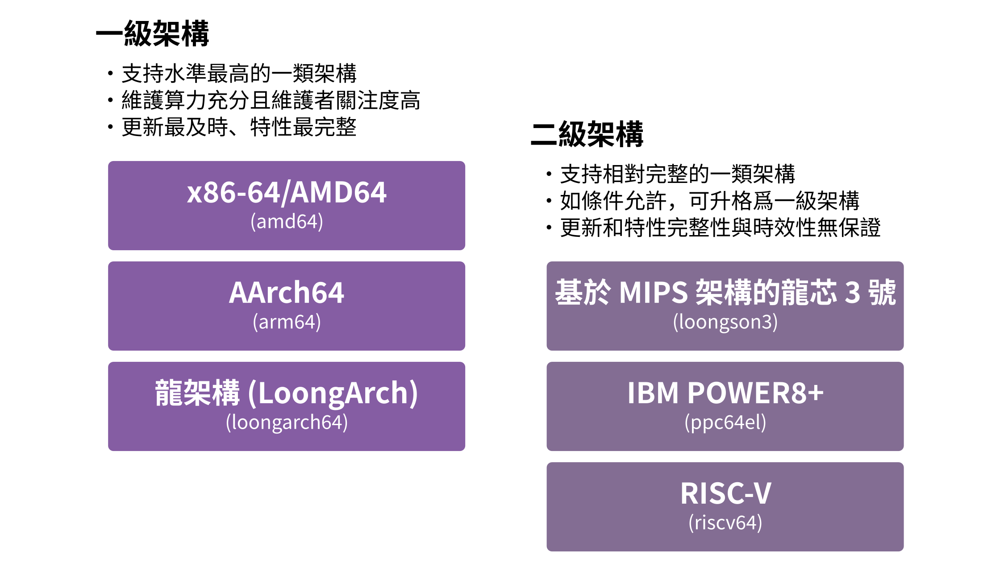 一級架構
• 支持水準最高的一類架構
• 維護算力充分且維護者關注度高
• 更新最及時、特性最完整
x86-64/AMD64
(amd64)
AArch64
(arm64)
龍架構 (LoongArch)
(loongarch64)
二級架構
• 支持相對完整的一類架構
• 如條件允許，可升格爲一級架構
• 更新和特性完整性與時效性無保證
基於 MIPS 架構的龍芯 3 號
(loongson3)
IBM POWER8+
(ppc64el)
RISC-V
(riscv64)